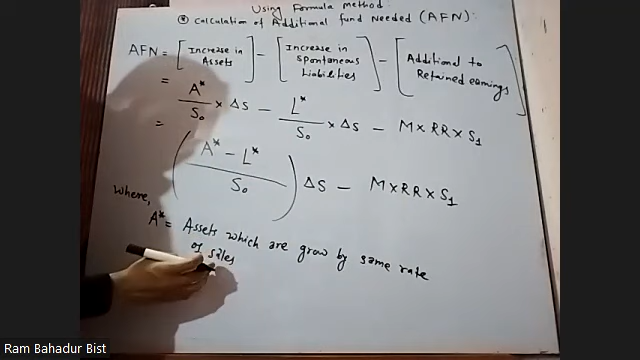 Using Formula method:
* Calculation of Additional fund Needed (AFN):
AFN = [Increase in Assets] - [Increase in Spontaneous Liabilities] - [Additional to Retained earnings]
= A*/S₀ × ΔS - L*/S₀ × ΔS - M×RR×S₁
= (A* - L*/S₀) ΔS - M×RR×S₁
Where,
A* = Assets which are grow by same rate
of sales
Ram Bahadur Bist